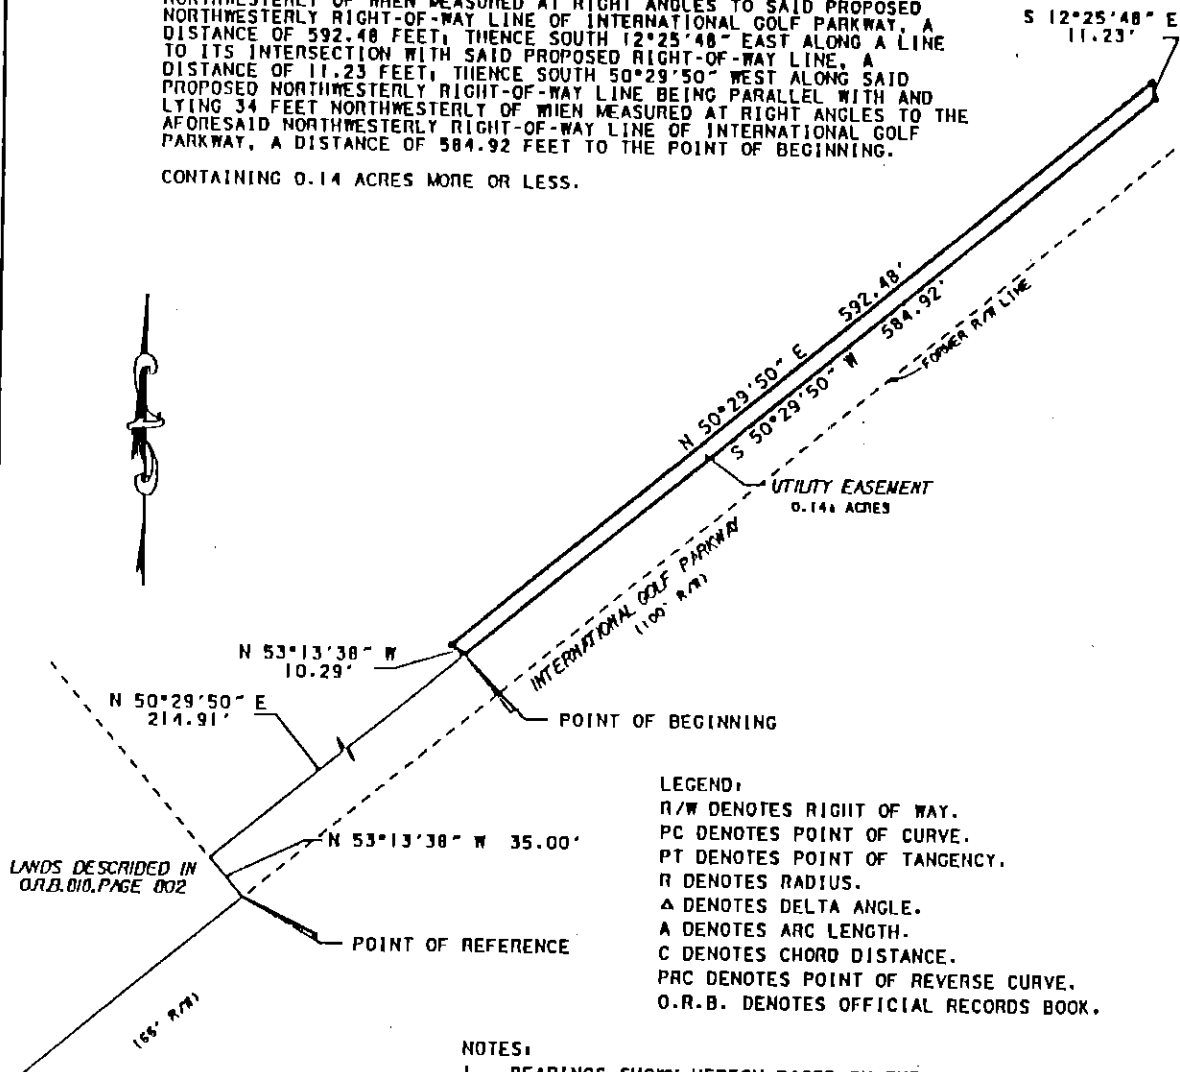 NORTHWESTERLY OF WHEN MEASURED AT RIGHT ANGLES TO SAID PROPOSED
NORTHWESTERLY RIGHT-OF-WAY LINE OF INTERNATIONAL GOLF PARKWAY, A
DISTANCE OF 592.48 FEET; THENCE SOUTH 12°25'48" EAST ALONG A LINE
TO ITS INTERSECTION WITH SAID PROPOSED RIGHT-OF-WAY LINE, A
DISTANCE OF 11.23 FEET; THENCE SOUTH 50°29'50" WEST ALONG SAID
PROPOSED NORTHWESTERLY RIGHT-OF-WAY LINE BEING PARALLEL WITH AND
LYING 34 FEET NORTHWESTERLY OF WHEN MEASURED AT RIGHT ANGLES TO THE
AFORESAID NORTHWESTERLY RIGHT-OF-WAY LINE OF INTERNATIONAL GOLF
PARKWAY, A DISTANCE OF 584.92 FEET TO THE POINT OF BEGINNING.
CONTAINING 0.14 ACRES MORE OR LESS.
S 12°25'48" E
11.23'
N 50°29'50" E 592.48'
S 50°29'50" W 584.92'
FORMER R/W LINE
UTILITY EASEMENT
0.14± ACRES
INTERNATIONAL GOLF PARKWAY
(100' R/W)
N 53°13'38" W
10.29'
N 50°29'50" E
214.91'
POINT OF BEGINNING
N 53°13'38" W 35.00'
LANDS DESCRIBED IN
O.R.B. PAGE
POINT OF REFERENCE
(66' R/W)
LEGEND:
R/W DENOTES RIGHT OF WAY.
PC DENOTES POINT OF CURVE.
PT DENOTES POINT OF TANGENCY.
R DENOTES RADIUS.
Δ DENOTES DELTA ANGLE.
A DENOTES ARC LENGTH.
C DENOTES CHORD DISTANCE.
PRC DENOTES POINT OF REVERSE CURVE.
O.R.B. DENOTES OFFICIAL RECORDS BOOK.
NOTES:
1. BEARINGS SHOWN HEREON BASED ON THE